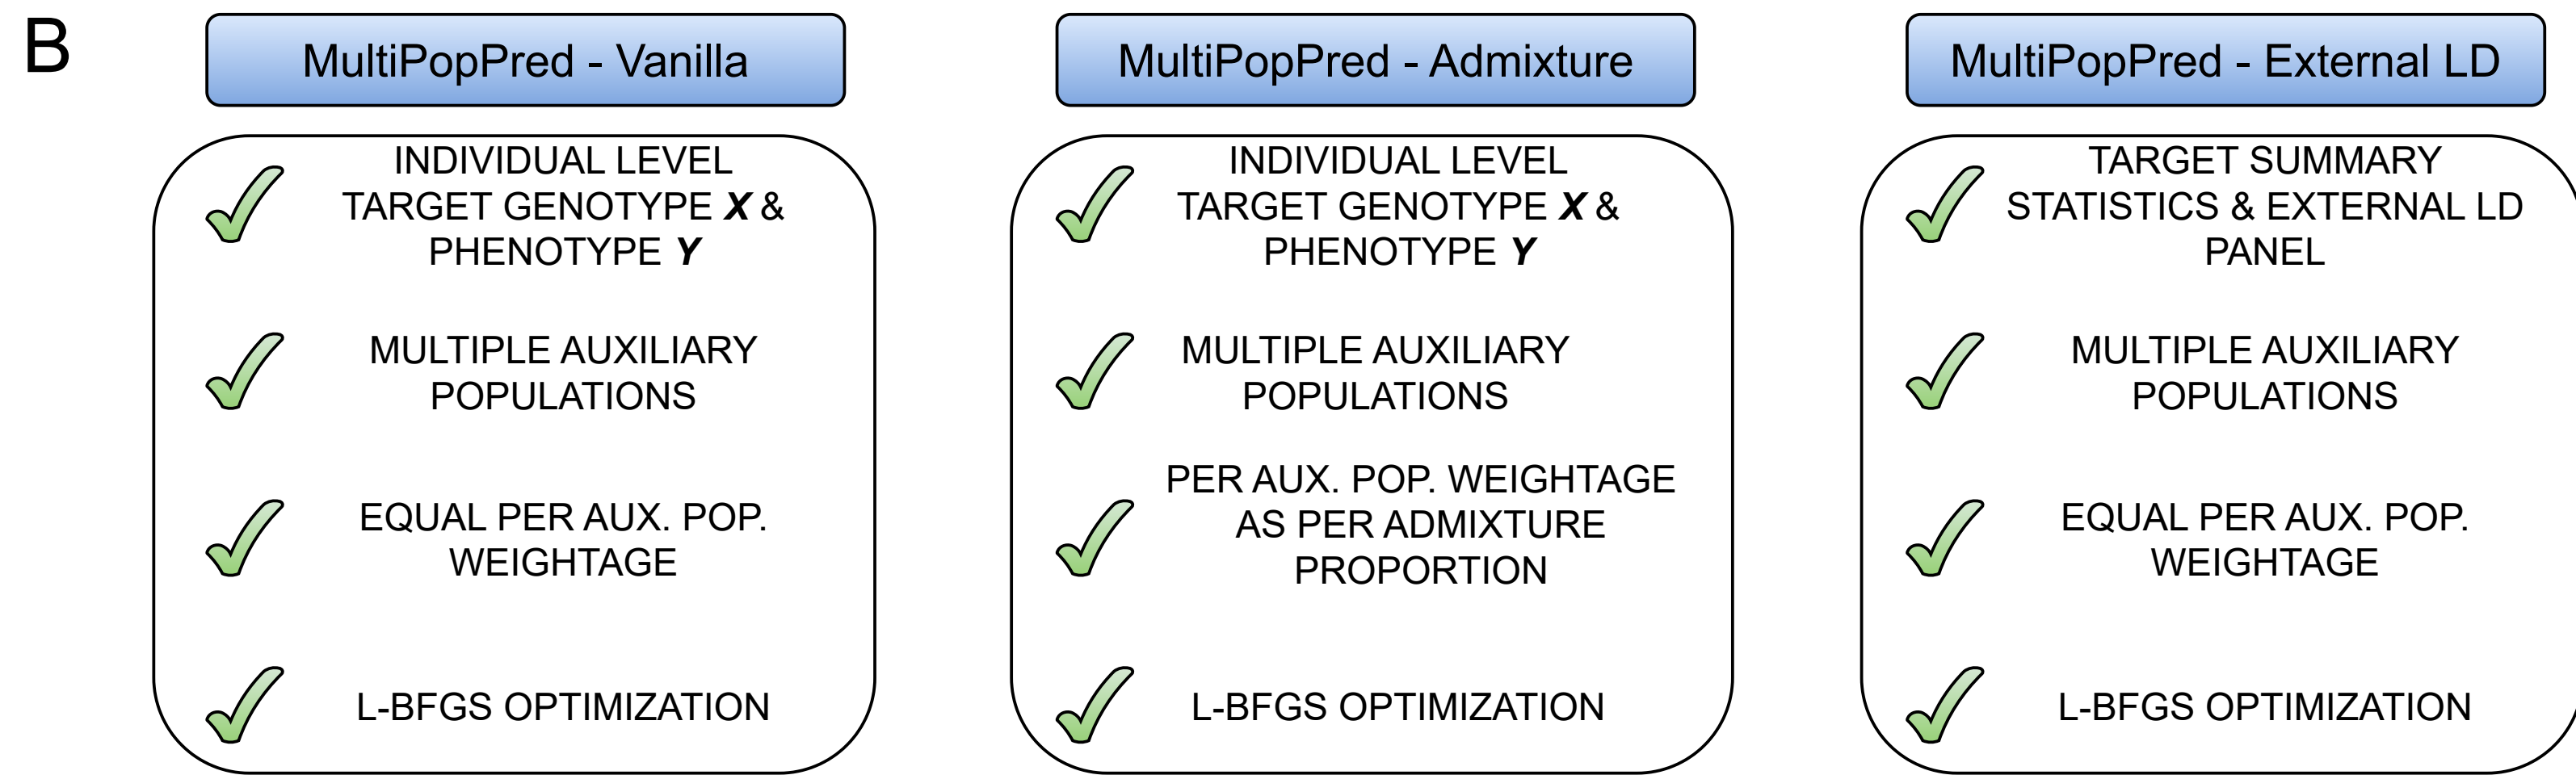 B
MultiPopPred - Vanilla
INDIVIDUAL LEVEL
TARGET GENOTYPE X &
PHENOTYPE Y
MULTIPLE AUXILIARY
POPULATIONS
EQUAL PER AUX. POP.
WEIGHTAGE
L-BFGS OPTIMIZATION
MultiPopPred - Admixture
INDIVIDUAL LEVEL
TARGET GENOTYPE X &
PHENOTYPE Y
MULTIPLE AUXILIARY
POPULATIONS
PER AUX. POP. WEIGHTAGE
AS PER ADMIXTURE
PROPORTION
L-BFGS OPTIMIZATION
MultiPopPred - External LD
TARGET SUMMARY
STATISTICS & EXTERNAL LD
PANEL
MULTIPLE AUXILIARY
POPULATIONS
EQUAL PER AUX. POP.
WEIGHTAGE
L-BFGS OPTIMIZATION